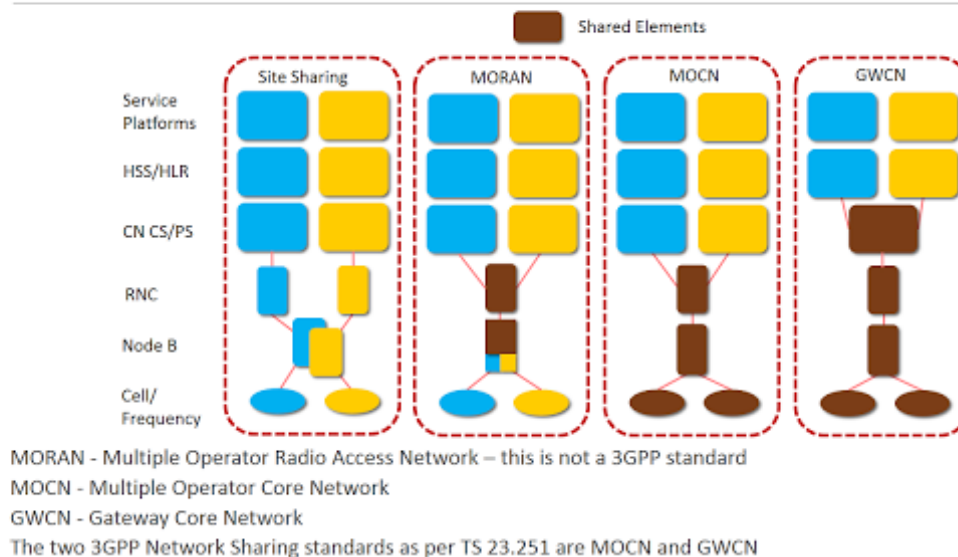 Shared Elements
Site Sharing
MORAN
MOCN
GWCN
Service
Platforms
HSS/HLR
CN CS/PS
RNC
Node B
Cell/
Frequency
MORAN - Multiple Operator Radio Access Network – this is not a 3GPP standard
MOCN - Multiple Operator Core Network
GWCN - Gateway Core Network
The two 3GPP Network Sharing standards as per TS 23.251 are MOCN and GWCN